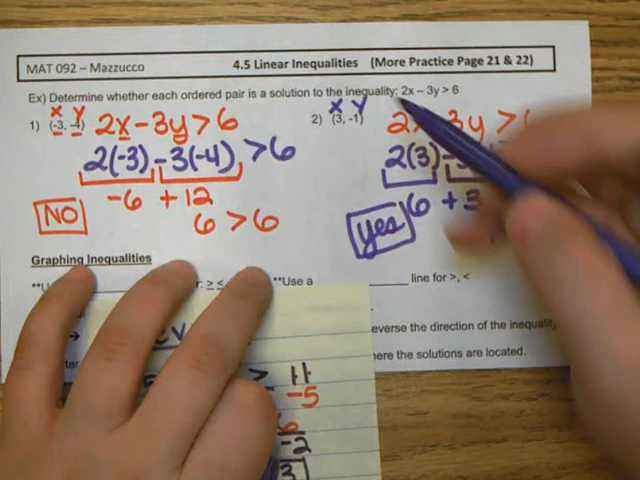 MAT 092 – Mazzucco 4.5 Linear Inequalities (More Practice Page 21 & 22)
Ex) Determine whether each ordered pair is a solution to the inequality: 2x – 3y > 6
x y
x y
1) (-3, -4) 2x - 3y > 6
2) (3, -1)
2(-3) - 3(-4) > 6
2(3)
-6 + 12
6 + 3
NO
6 > 6
yes
Graphing Inequalities
**Use a line for >, <
everse the direction of the inequality
here the solutions are located.
11
-5